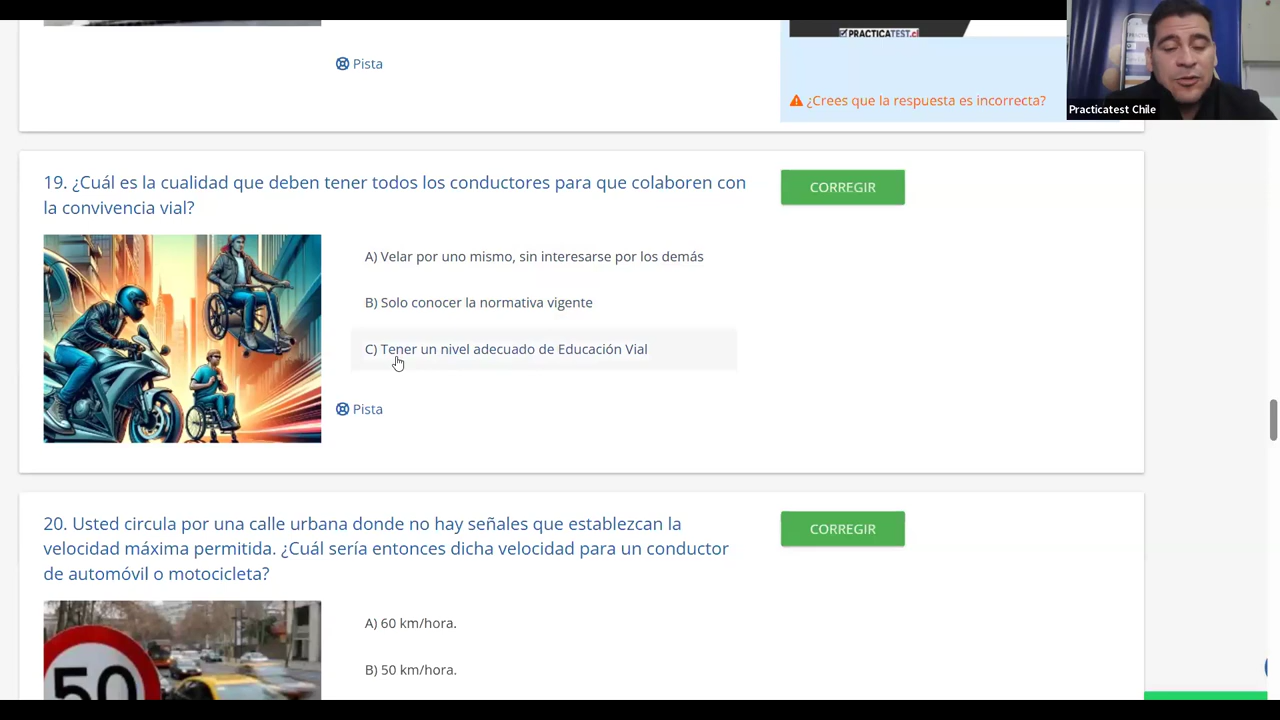 PRACTICATEST.cl
Pista
¿Crees que la respuesta es incorrecta?
Practicatest Chile
19. ¿Cuál es la cualidad que deben tener todos los conductores para que colaboren con
la convivencia vial?
CORREGIR
A) Velar por uno mismo, sin interesarse por los demás
B) Solo conocer la normativa vigente
C) Tener un nivel adecuado de Educación Vial
Pista
20. Usted circula por una calle urbana donde no hay señales que establezcan la
velocidad máxima permitida. ¿Cuál sería entonces dicha velocidad para un conductor
de automóvil o motocicleta?
CORREGIR
A) 60 km/hora.
B) 50 km/hora.
50